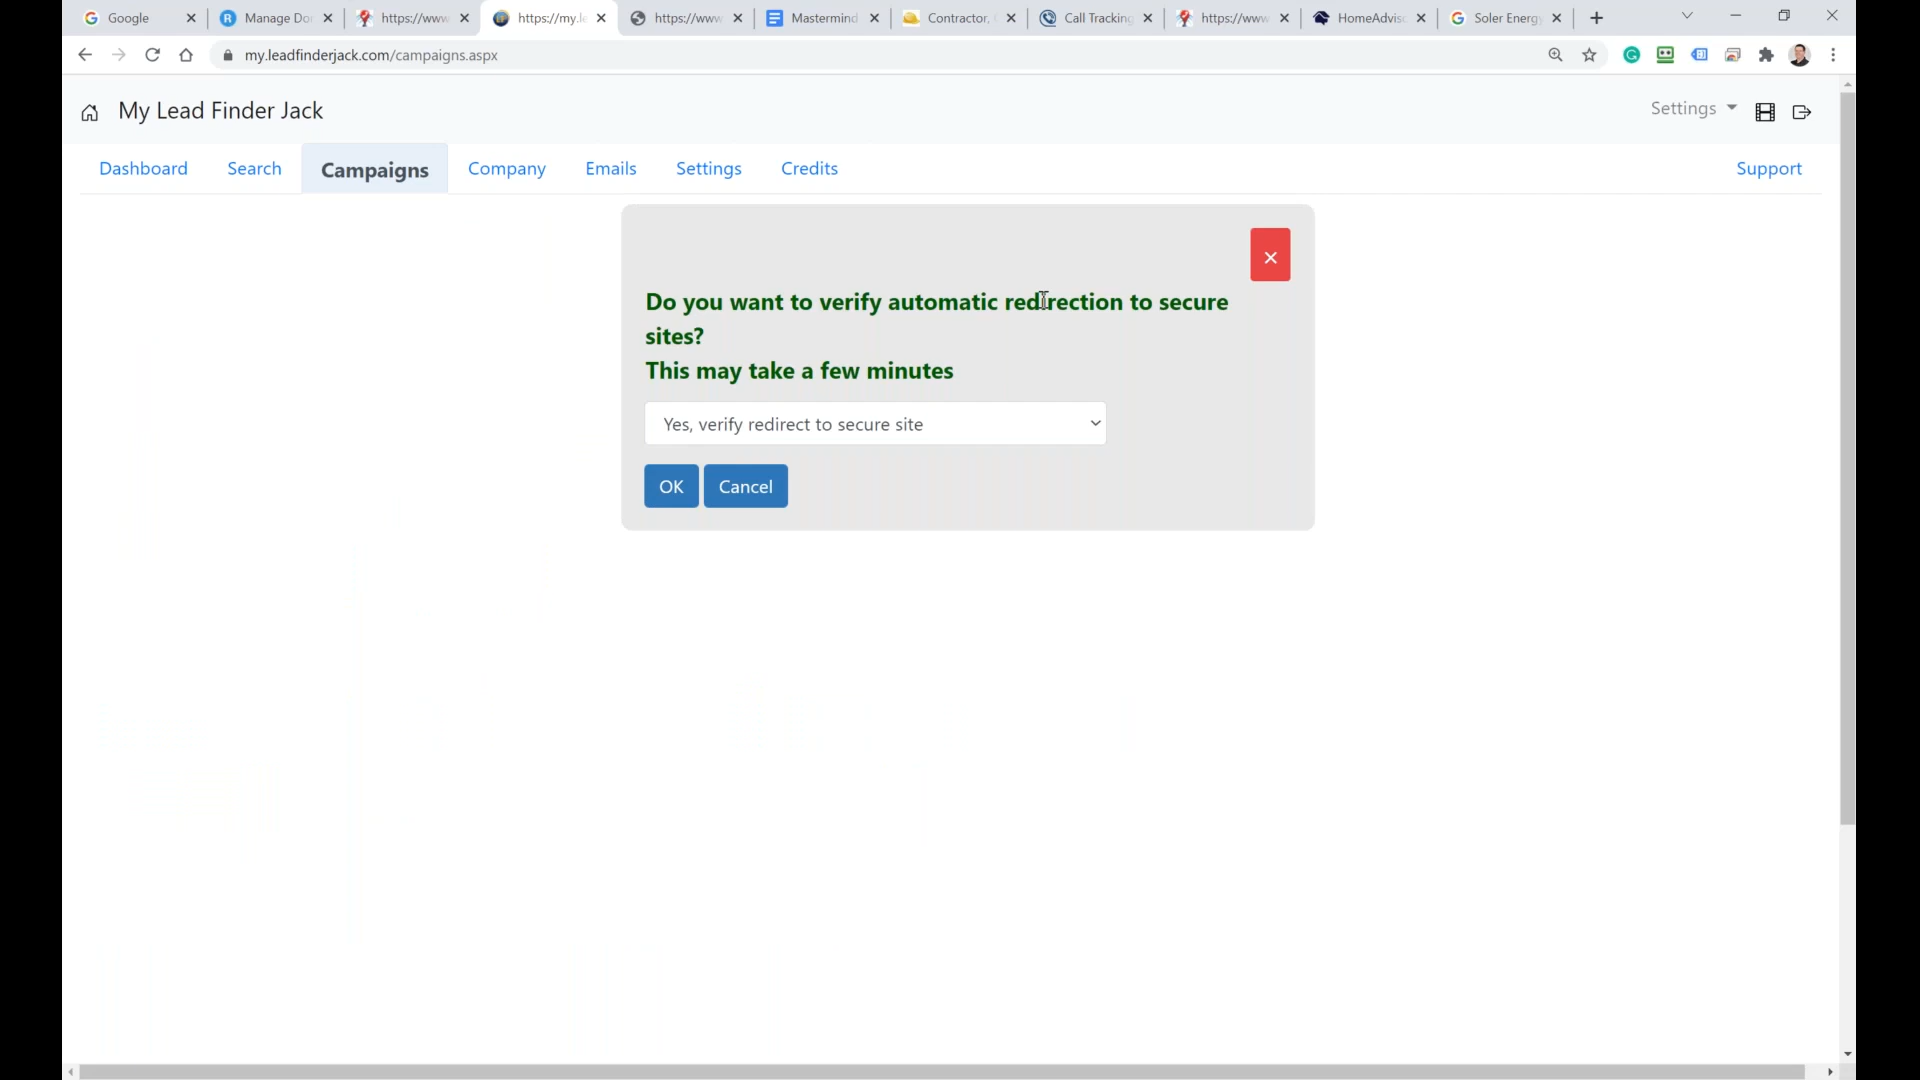 Google
Manage Do
https://www
https://my.le
https://www
Mastermind
Contractor,
Call Tracking
https://www
HomeAdvis
Soler Energy
my.leadfinderjack.com/campaigns.aspx
My Lead Finder Jack
Settings
Dashboard
Search
Campaigns
Company
Emails
Settings
Credits
Support
Do you want to verify automatic redirection to secure
sites?
This may take a few minutes
Yes, verify redirect to secure site
OK
Cancel